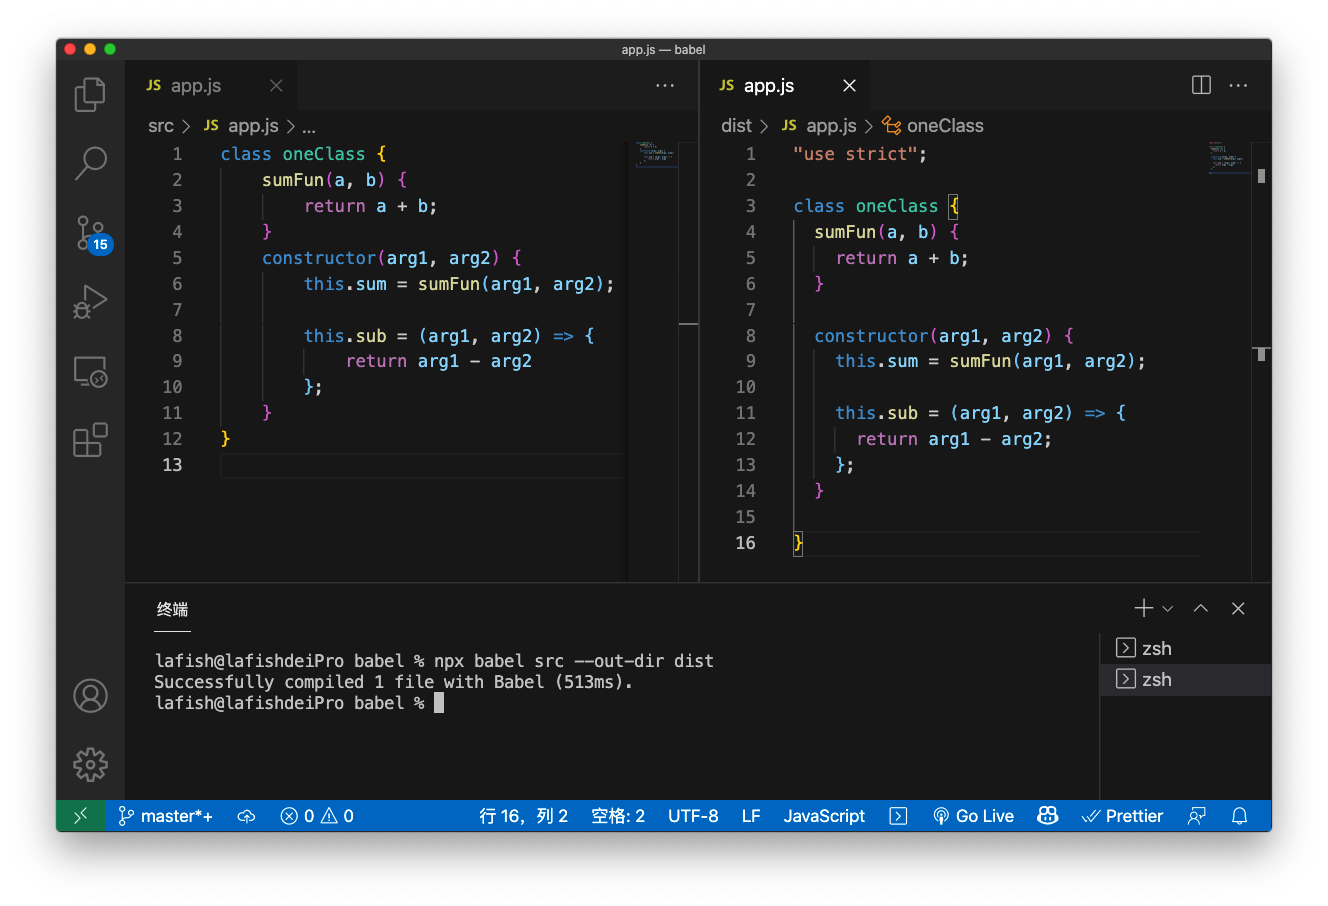 app.js — babel
JS app.js
src > JS app.js > ...
1 class oneClass {
2 sumFun(a, b) {
3 return a + b;
4 }
5 constructor(arg1, arg2) {
6 this.sum = sumFun(arg1, arg2);
7
8 this.sub = (arg1, arg2) => {
9 return arg1 - arg2
10 };
11 }
12 }
13
JS app.js
dist > JS app.js > oneClass
1 "use strict";
2
3 class oneClass {
4 sumFun(a, b) {
5 return a + b;
6 }
7
8 constructor(arg1, arg2) {
9 this.sum = sumFun(arg1, arg2);
10
11 this.sub = (arg1, arg2) => {
12 return arg1 - arg2;
13 };
14 }
15
16 }
15
终端
lafish@lafishdeiPro babel % npx babel src --out-dir dist
Successfully compiled 1 file with Babel (513ms).
lafish@lafishdeiPro babel %
zsh
zsh
master*+ 0 0 行 16，列 2 空格: 2 UTF-8 LF JavaScript Go Live Prettier